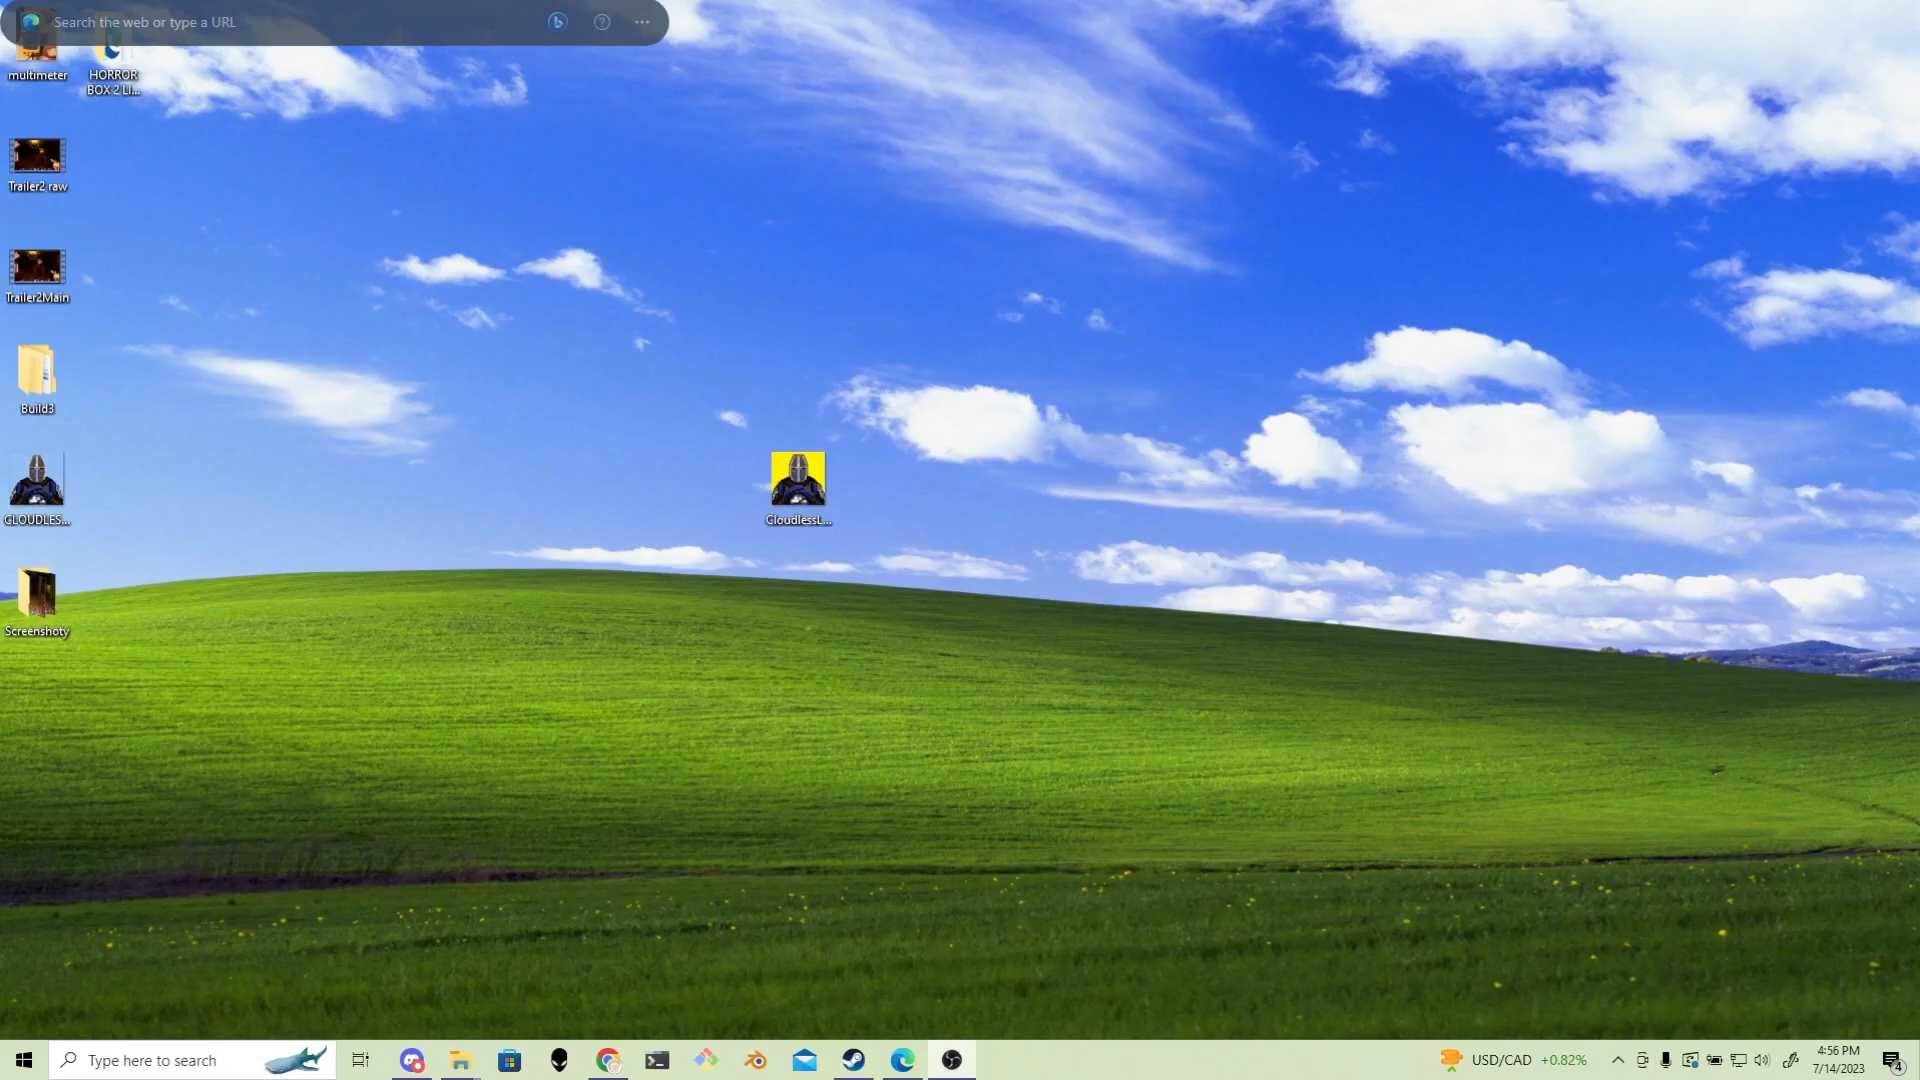 Search the web or type a URL
multimeter
HORROR
BOX 2 LI...
Trailer2 raw
Trailer2Main
Build3
CLOUDLES...
CloudlessL...
Screenshoty
Type here to search
USD/CAD +0.82%
4:56 PM
7/14/2023
4